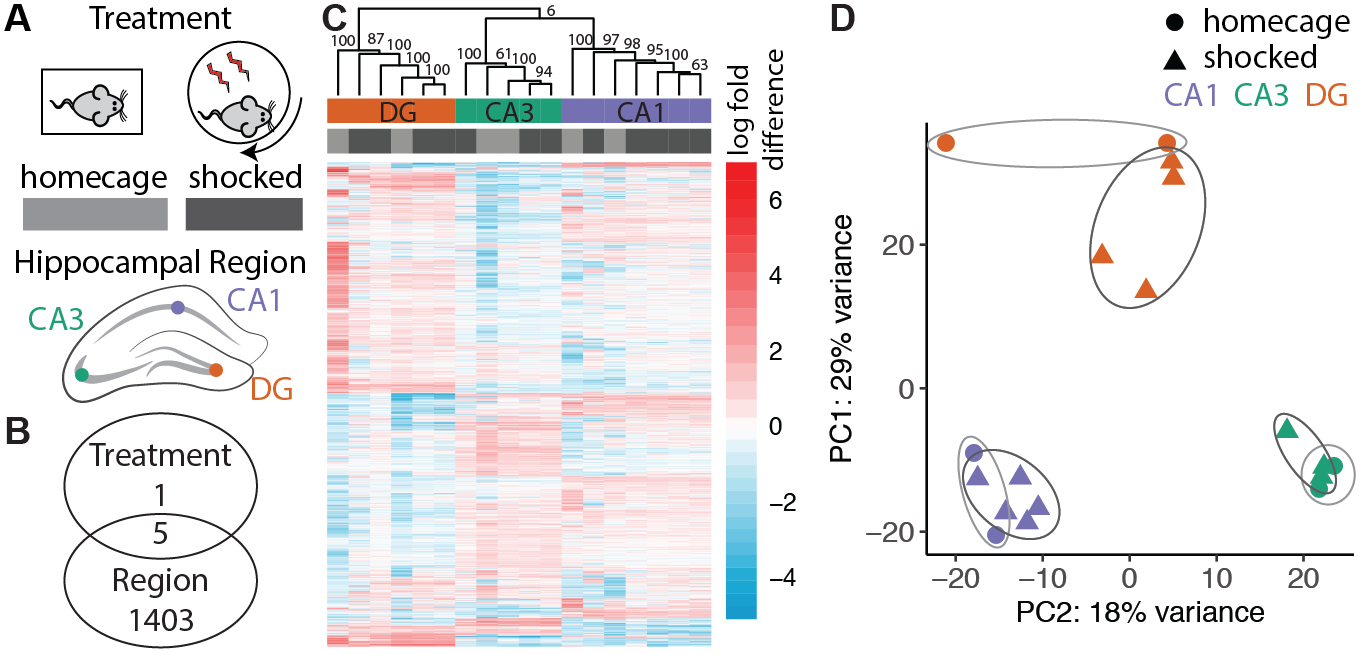 A
Treatment
homecage shocked
Hippocampal Region
CA3
CA1
DG
B
Treatment
1
5
Region
1403
C
6
100 87 100 100 100
100 61 100 94
100 97 98 95 100 63
DG CA3 CA1
log fold
difference
6
4
2
0
−2
−4
D
homecage
shocked
CA1 CA3 DG
PC1: 29% variance
20
0
−20
−20 −10 0 10 20
PC2: 18% variance